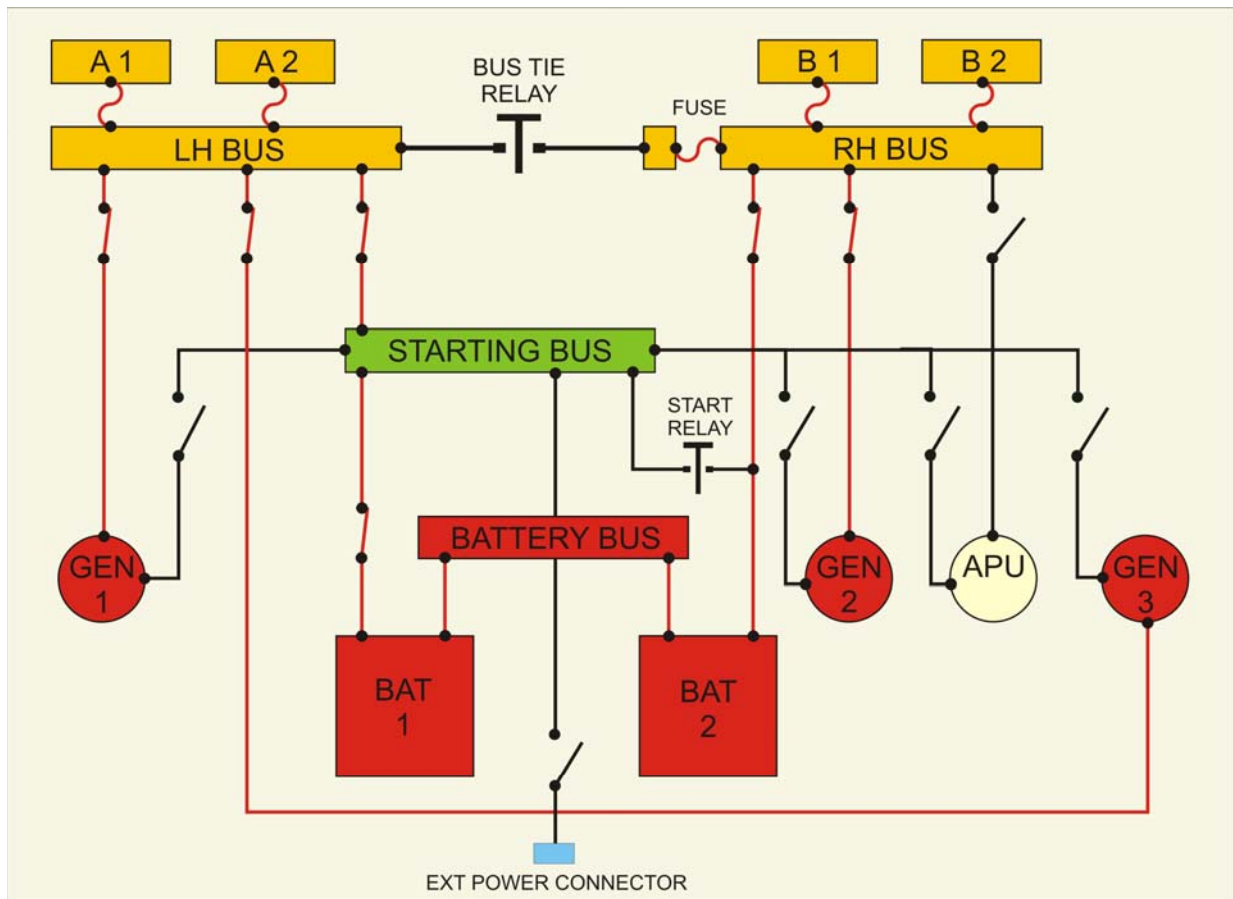 A 1
A 2
BUS TIE
RELAY
B 1
B 2
FUSE
LH BUS
RH BUS
STARTING BUS
START
RELAY
BATTERY BUS
GEN
1
GEN
2
APU
GEN
3
BAT
1
BAT
2
EXT POWER CONNECTOR